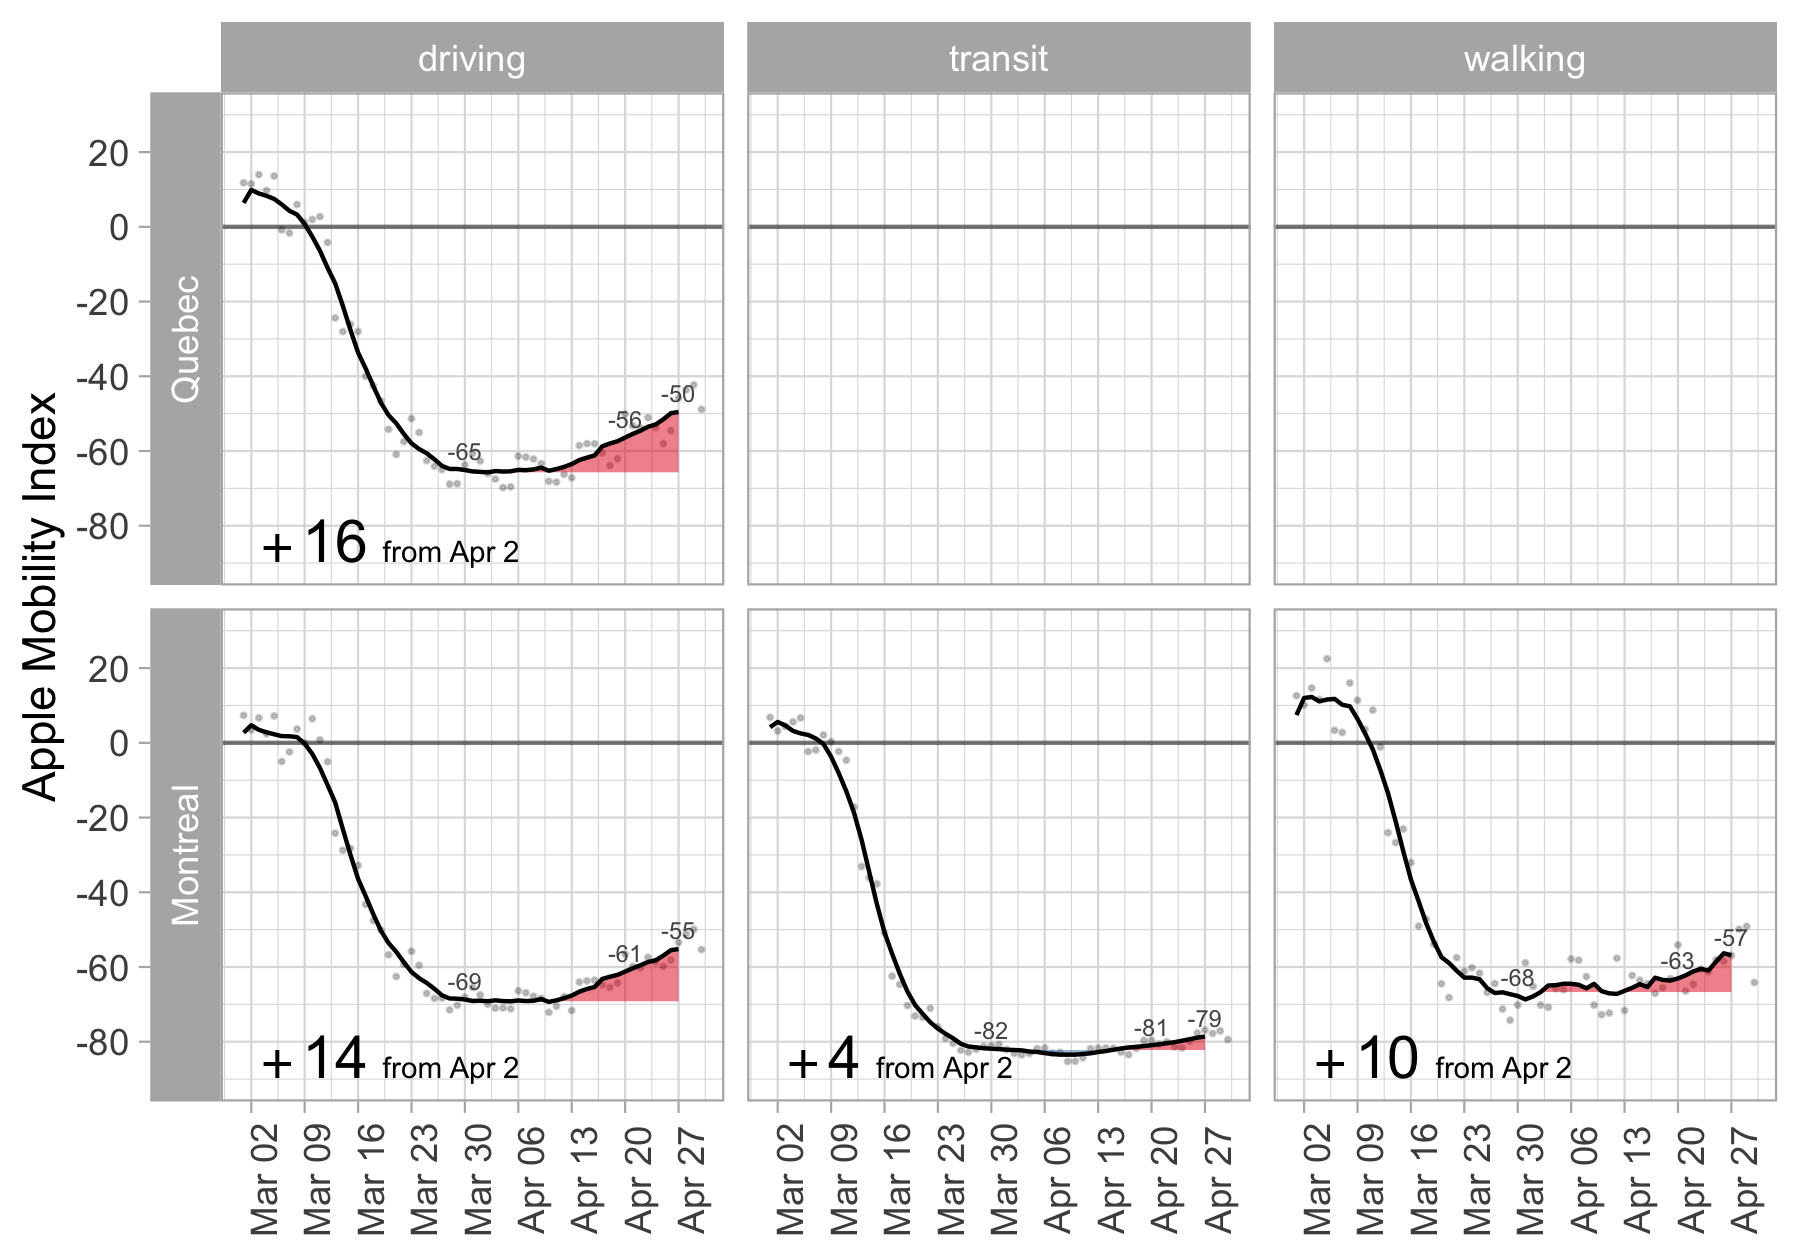 driving transit walking
Apple Mobility Index
Quebec
20
0
-20
-40
-60
-80
-65
-56
-50
+ 16 from Apr 2
Montreal
20
0
-20
-40
-60
-80
-69
-61
-55
+ 14 from Apr 2
-82
-81
-79
+ 4 from Apr 2
-68
-63
-57
+ 10 from Apr 2
Mar 02 Mar 09 Mar 16 Mar 23 Mar 30 Apr 06 Apr 13 Apr 20 Apr 27
Mar 02 Mar 09 Mar 16 Mar 23 Mar 30 Apr 06 Apr 13 Apr 20 Apr 27
Mar 02 Mar 09 Mar 16 Mar 23 Mar 30 Apr 06 Apr 13 Apr 20 Apr 27